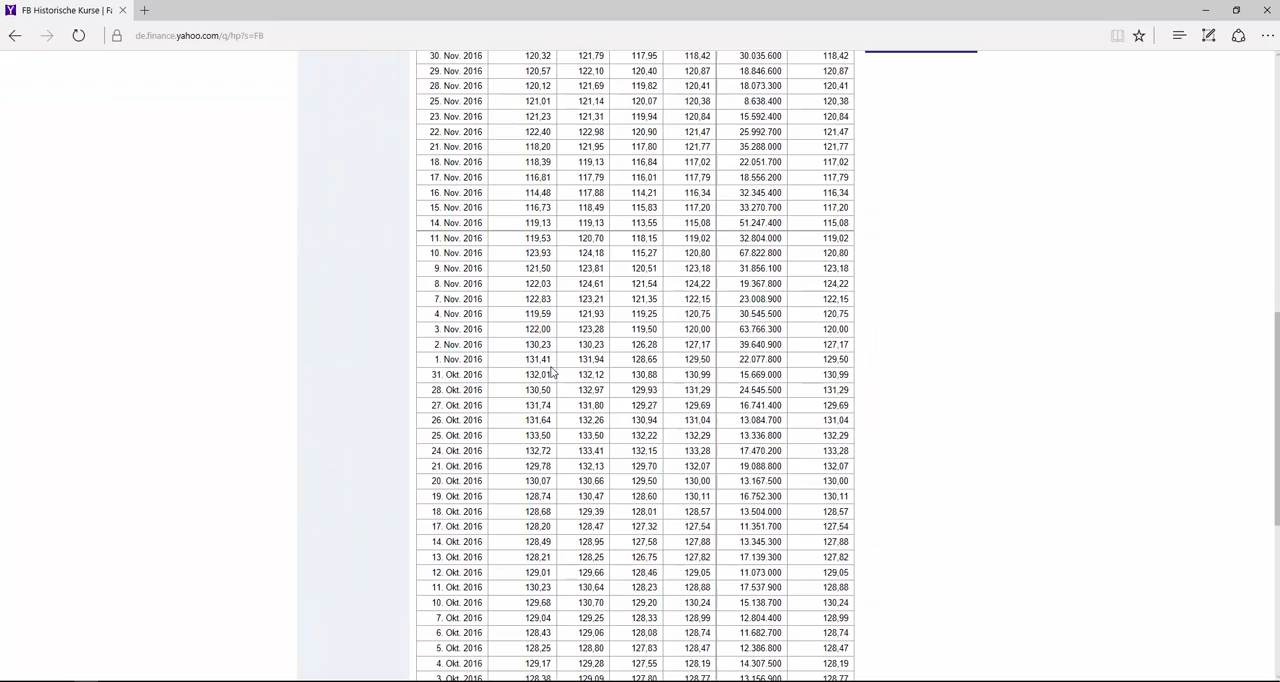 FB Historische Kurse | Fa
de.finance.yahoo.com/q/hp?s=FB
30. Nov. 2016 120,32 121,79 117,95 118,42 30.035.600 118,42
29. Nov. 2016 120,57 122,10 120,40 120,87 18.846.600 120,87
28. Nov. 2016 120,12 121,69 119,82 120,41 18.073.300 120,41
25. Nov. 2016 121,01 121,14 120,07 120,38 8.638.400 120,38
23. Nov. 2016 121,23 121,31 119,94 120,84 15.592.400 120,84
22. Nov. 2016 122,40 122,98 120,90 121,47 25.992.700 121,47
21. Nov. 2016 118,20 121,95 117,80 121,77 35.288.000 121,77
18. Nov. 2016 118,39 119,13 116,84 117,02 22.051.700 117,02
17. Nov. 2016 116,81 117,79 116,01 117,79 18.556.200 117,79
16. Nov. 2016 114,48 117,88 114,21 116,34 32.345.400 116,34
15. Nov. 2016 116,73 118,49 115,83 117,20 33.270.700 117,20
14. Nov. 2016 119,13 119,13 113,55 115,08 51.247.400 115,08
11. Nov. 2016 119,53 120,70 118,15 119,02 32.804.000 119,02
10. Nov. 2016 123,93 124,18 115,27 120,80 67.822.800 120,80
9. Nov. 2016 121,50 123,81 120,51 123,18 31.856.100 123,18
8. Nov. 2016 122,03 124,61 121,54 124,22 19.367.800 124,22
7. Nov. 2016 122,83 123,21 121,35 122,15 23.008.900 122,15
4. Nov. 2016 119,59 121,93 119,25 120,75 30.545.500 120,75
3. Nov. 2016 122,00 123,28 119,50 120,00 63.766.300 120,00
2. Nov. 2016 130,23 130,23 126,28 127,17 39.640.900 127,17
1. Nov. 2016 131,41 131,94 128,65 129,50 22.077.800 129,50
31. Okt. 2016 132,01 132,12 130,88 130,99 15.669.000 130,99
28. Okt. 2016 130,50 132,97 129,93 131,29 24.545.500 131,29
27. Okt. 2016 131,74 131,80 129,27 129,69 16.741.400 129,69
26. Okt. 2016 131,64 132,26 130,94 131,04 13.084.700 131,04
25. Okt. 2016 133,50 133,50 132,22 132,29 13.336.800 132,29
24. Okt. 2016 132,72 133,41 132,15 133,28 17.470.200 133,28
21. Okt. 2016 129,78 132,13 129,70 132,07 19.088.800 132,07
20. Okt. 2016 130,07 130,66 129,50 130,00 13.167.500 130,00
19. Okt. 2016 128,74 130,47 128,60 130,11 16.752.300 130,11
18. Okt. 2016 128,68 129,39 128,01 128,57 13.504.000 128,57
17. Okt. 2016 128,20 128,47 127,32 127,54 11.351.700 127,54
14. Okt. 2016 128,49 128,95 127,58 127,88 13.345.300 127,88
13. Okt. 2016 128,21 128,25 126,75 127,82 17.139.300 127,82
12. Okt. 2016 129,01 129,66 128,46 129,05 11.073.000 129,05
11. Okt. 2016 130,23 130,64 128,23 128,88 17.537.900 128,88
10. Okt. 2016 129,68 130,70 129,20 130,24 15.138.700 130,24
7. Okt. 2016 129,04 129,25 128,33 128,99 12.804.400 128,99
6. Okt. 2016 128,43 129,06 128,08 128,74 11.682.700 128,74
5. Okt. 2016 128,25 128,80 127,83 128,47 12.386.800 128,47
4. Okt. 2016 129,17 129,28 127,55 128,19 14.307.500 128,19
3. Okt. 2016 128,38 129,09 127,80 128,77 13.156.900 128,77